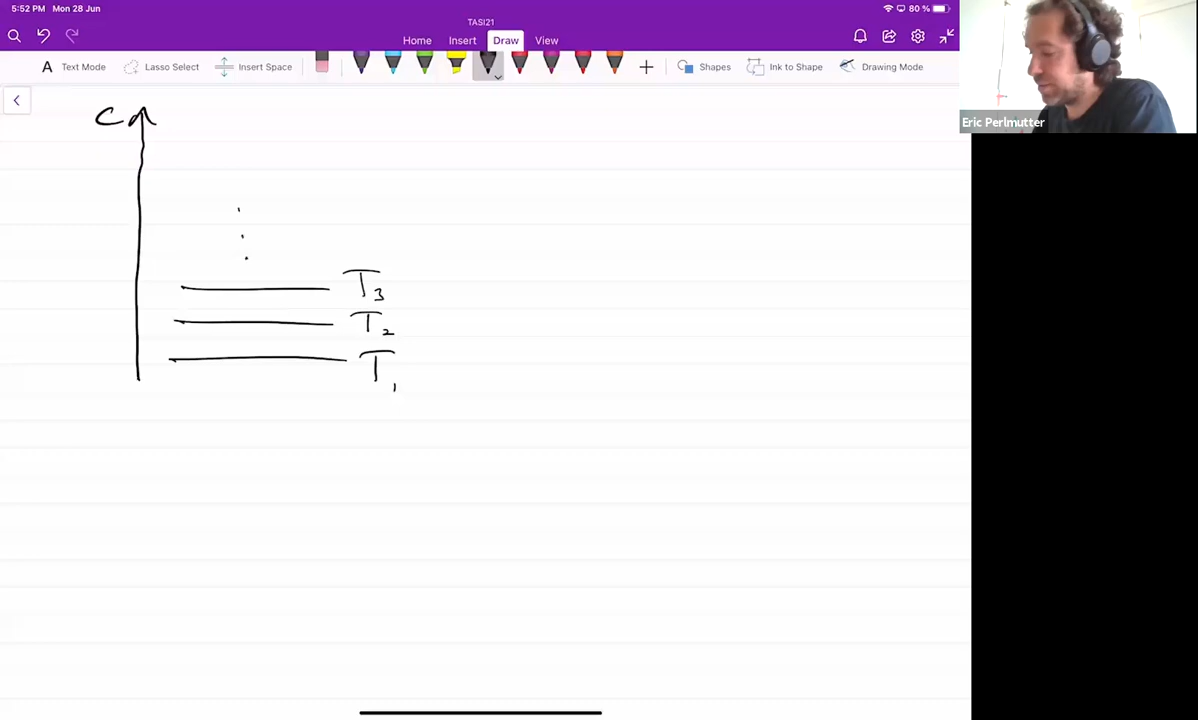 5:52 PM Mon 28 Jun
80 %
TASI21
Home Insert Draw View
A Text Mode Lasso Select Insert Space Shapes Ink to Shape Drawing Mode
Eric Perlmutter
C
T3
T2
T1